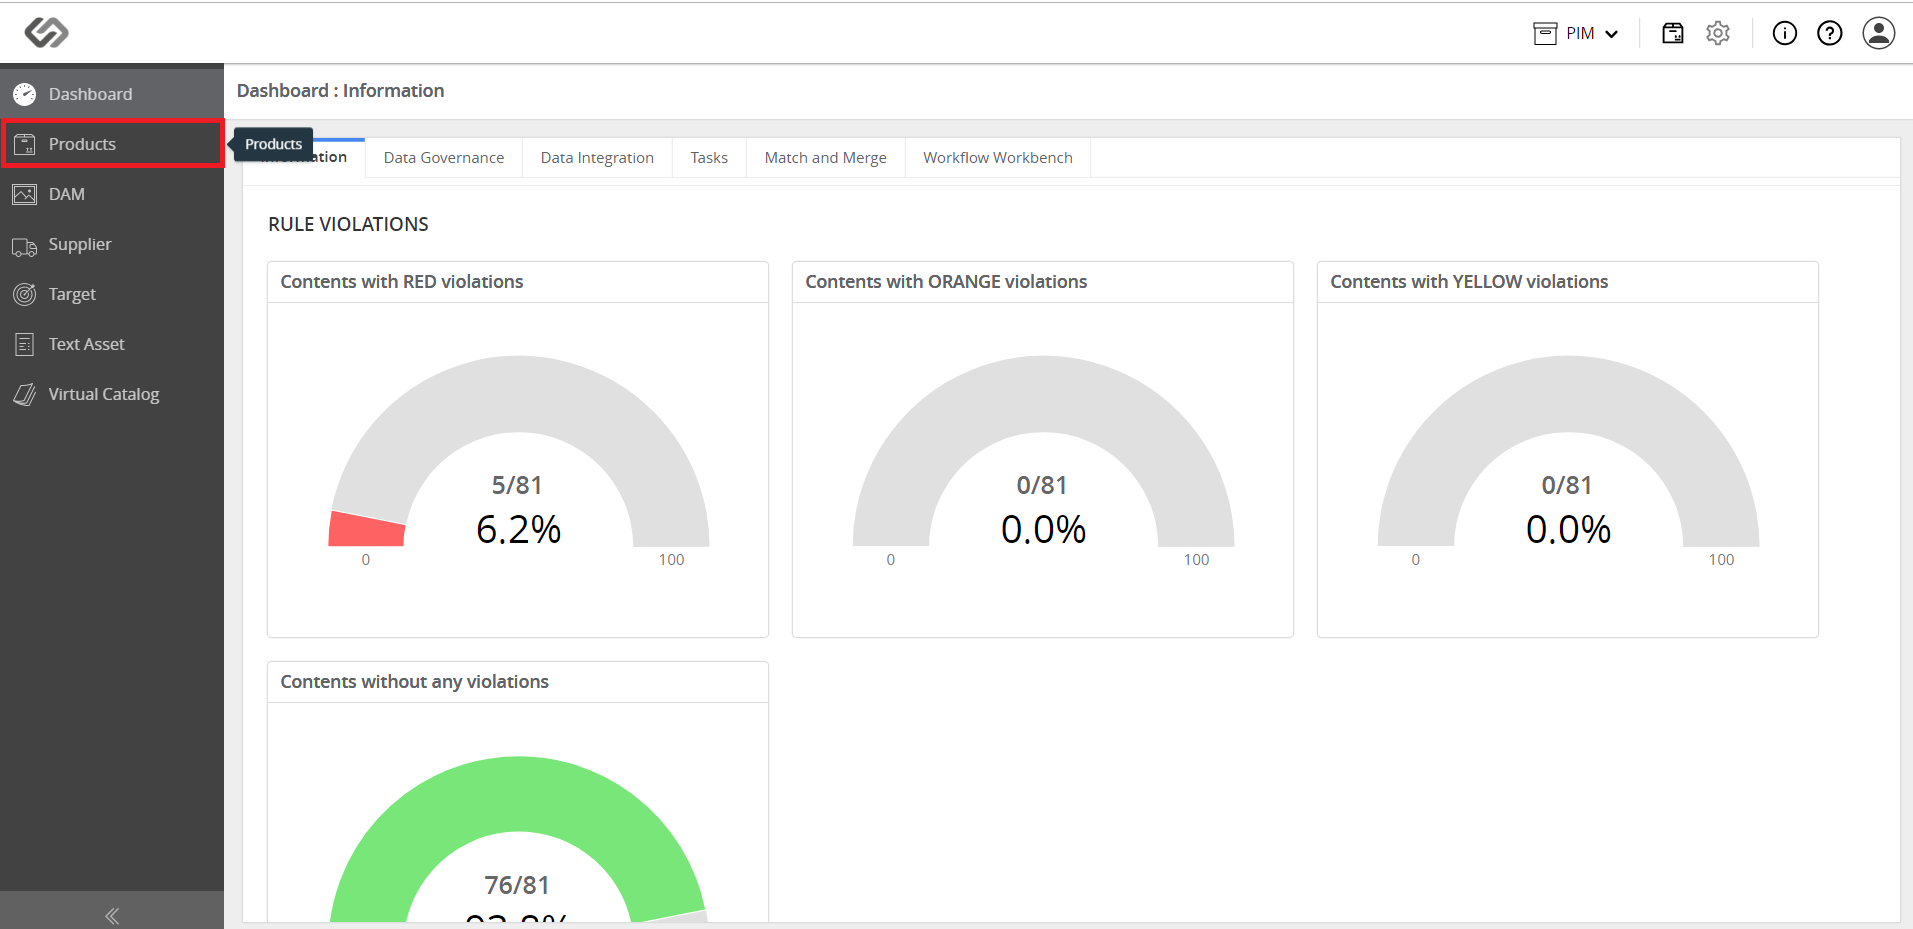 PIM
Dashboard
Products
DAM
Supplier
Target
Text Asset
Virtual Catalog
Dashboard : Information
Products
Data Governance
Data Integration
Tasks
Match and Merge
Workflow Workbench
RULE VIOLATIONS
Contents with RED violations
5/81
6.2%
0
100
Contents with ORANGE violations
0/81
0.0%
0
100
Contents with YELLOW violations
0/81
0.0%
0
100
Contents without any violations
76/81
93.8%